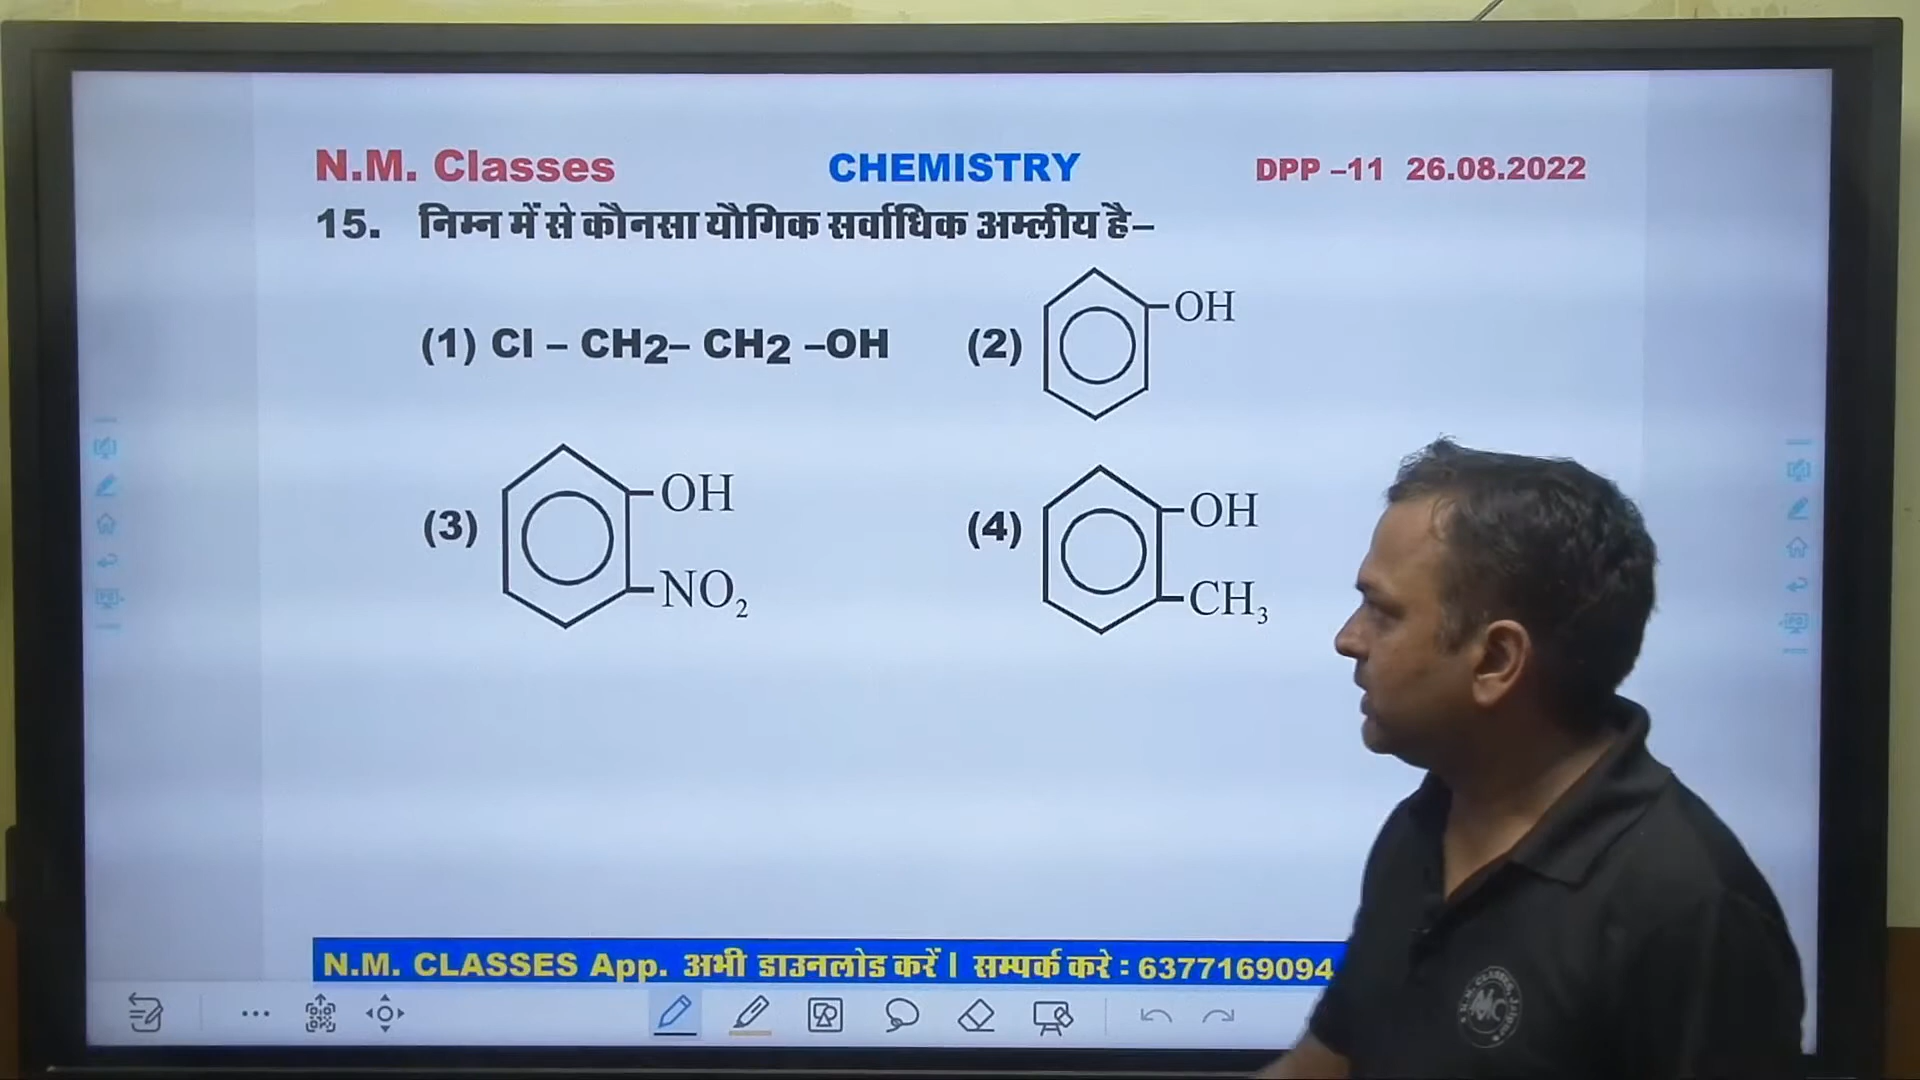 N.M. Classes CHEMISTRY DPP –11 26.08.2022
15. निम्न में से कौनसा यौगिक सर्वाधिक अम्लीय है–
(1) Cl – CH2– CH2 –OH (2) OH
(3) OH NO₂ (4) OH CH₃
N.M. CLASSES App. अभी डाउनलोड करें । सम्पर्क करे : 6377169094